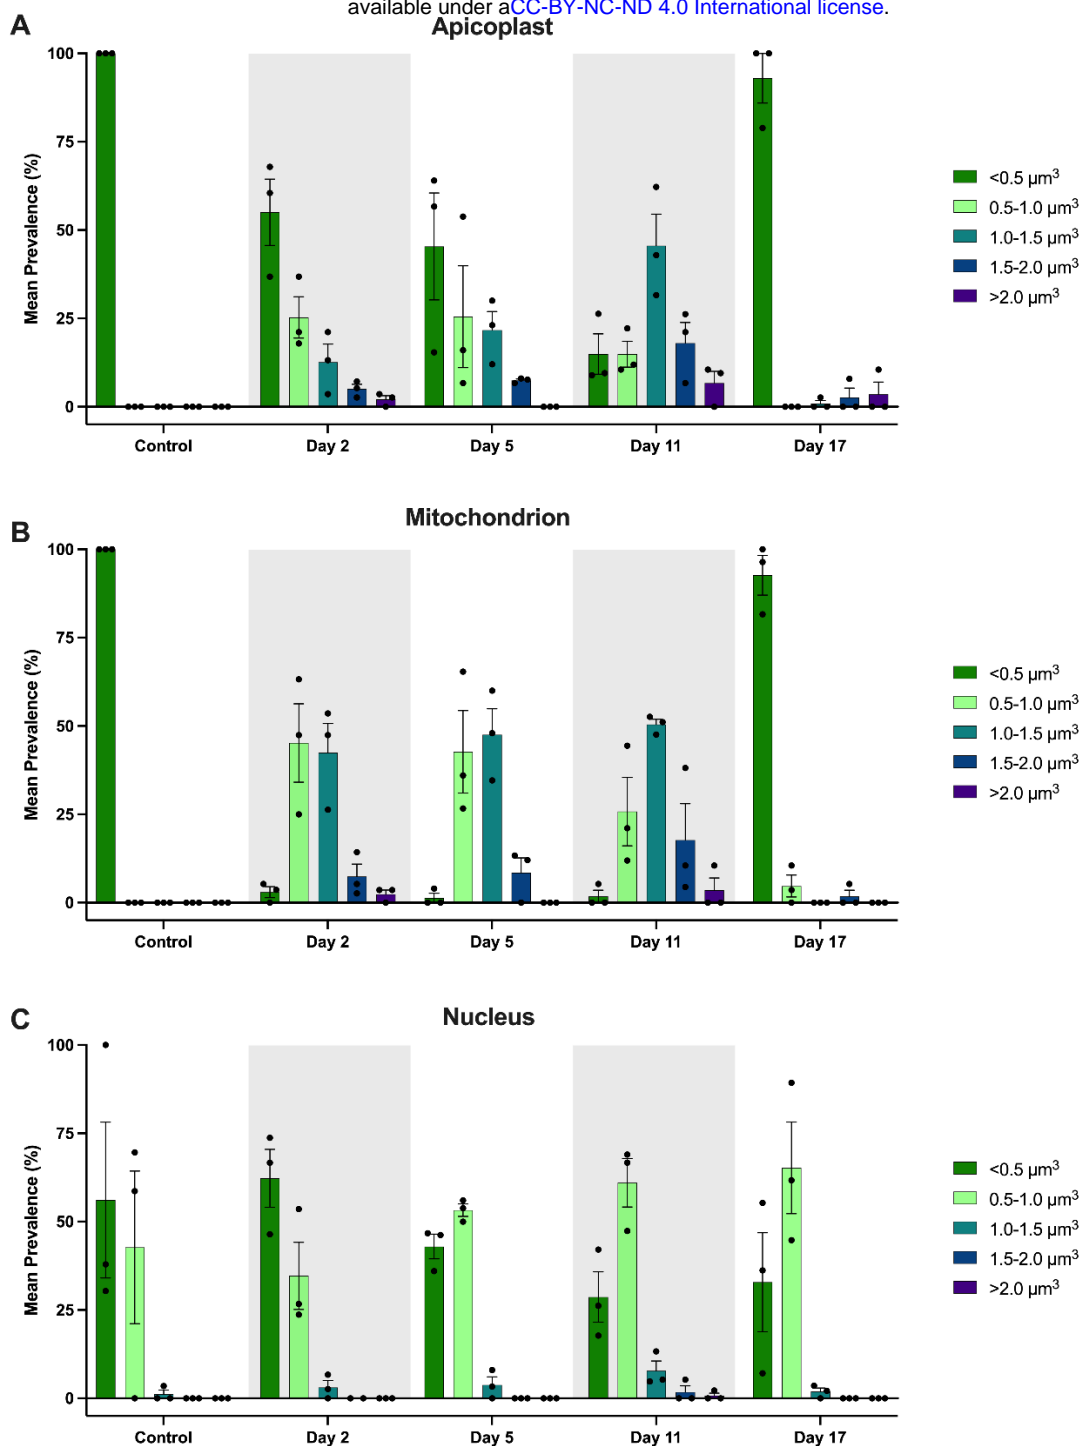 available under aCC-BY-NC-ND 4.0 International license.
A
Apicoplast
Mean Prevalence (%)
100
75
50
25
0
Control
Day 2
Day 5
Day 11
Day 17
<0.5 µm³
0.5-1.0 µm³
1.0-1.5 µm³
1.5-2.0 µm³
>2.0 µm³
B
Mitochondrion
Mean Prevalence (%)
100
75
50
25
0
Control
Day 2
Day 5
Day 11
Day 17
<0.5 µm³
0.5-1.0 µm³
1.0-1.5 µm³
1.5-2.0 µm³
>2.0 µm³
C
Nucleus
Mean Prevalence (%)
100
75
50
25
0
Control
Day 2
Day 5
Day 11
Day 17
<0.5 µm³
0.5-1.0 µm³
1.0-1.5 µm³
1.5-2.0 µm³
>2.0 µm³